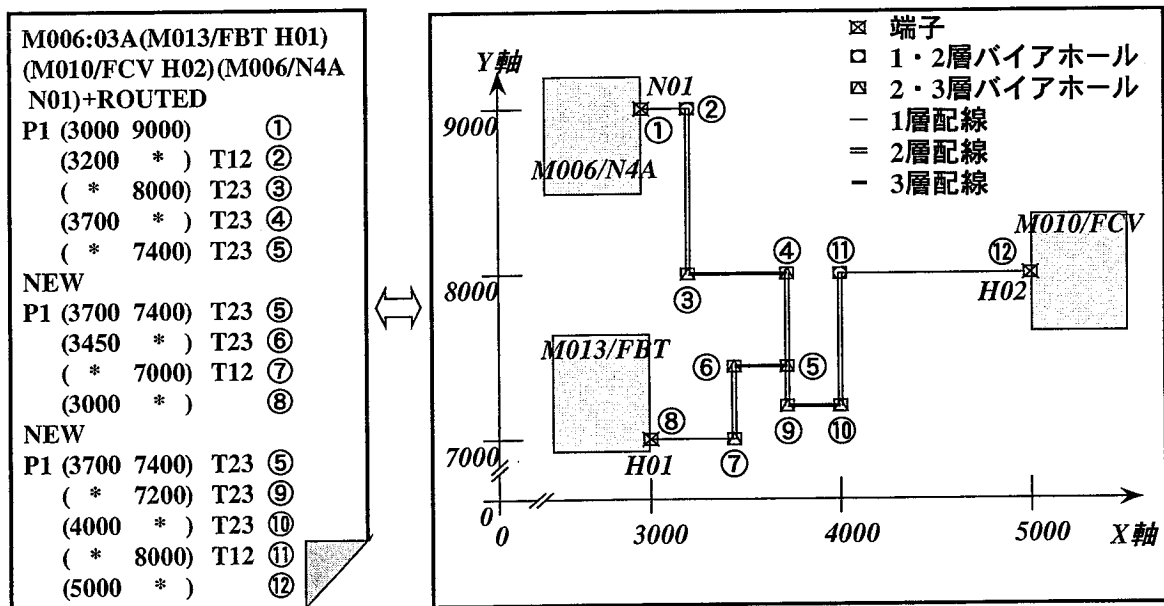 M006:03A(M013/FBT H01)
(M010/FCV H02)(M006/N4A
N01)+ROUTED
P1 (3000 9000) ①
(3200 * ) T12 ②
( * 8000) T23 ③
(3700 * ) T23 ④
( * 7400) T23 ⑤
NEW
P1 (3700 7400) T23 ⑤
(3450 * ) T23 ⑥
( * 7000) T12 ⑦
(3000 * ) ⑧
NEW
P1 (3700 7400) T23 ⑤
( * 7200) T23 ⑨
(4000 * ) T23 ⑩
( * 8000) T12 ⑪
(5000 * ) ⑫
端子
1・2層バイアホール
2・3層バイアホール
1層配線
2層配線
3層配線
Y軸
N01
9000
①
②
M006/N4A
M010/FCV
④
⑪
⑫
8000
③
H02
M013/FBT
⑥
⑤
⑧
⑨
⑩
7000
H01
⑦
0
0
3000
4000
5000
X軸